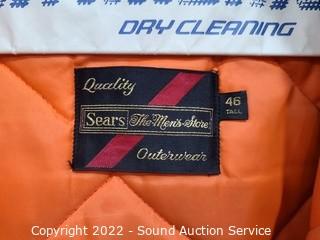 DRY CLEANING
Quality
Sears The Men's Store
Outerwear
46
TALL
Copyright 2022 - Sound Auction Service